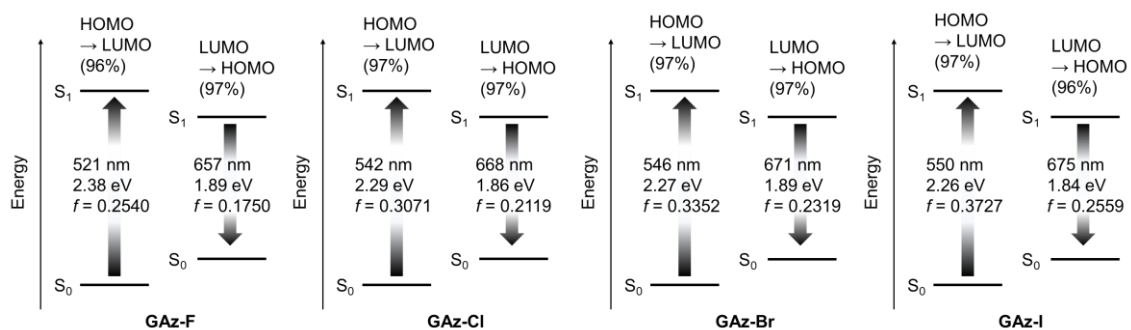 Energy
HOMO
→ LUMO
(96%)
S₁
521 nm
2.38 eV
f = 0.2540
S₀
LUMO
→ HOMO
(97%)
S₁
657 nm
1.89 eV
f = 0.1750
S₀
GAz-F
Energy
HOMO
→ LUMO
(97%)
S₁
542 nm
2.29 eV
f = 0.3071
S₀
LUMO
→ HOMO
(97%)
S₁
668 nm
1.86 eV
f = 0.2119
S₀
GAz-Cl
Energy
HOMO
→ LUMO
(97%)
S₁
546 nm
2.27 eV
f = 0.3352
S₀
LUMO
→ HOMO
(97%)
S₁
671 nm
1.89 eV
f = 0.2319
S₀
GAz-Br
Energy
HOMO
→ LUMO
(97%)
S₁
550 nm
2.26 eV
f = 0.3727
S₀
LUMO
→ HOMO
(96%)
S₁
675 nm
1.84 eV
f = 0.2559
S₀
GAz-I